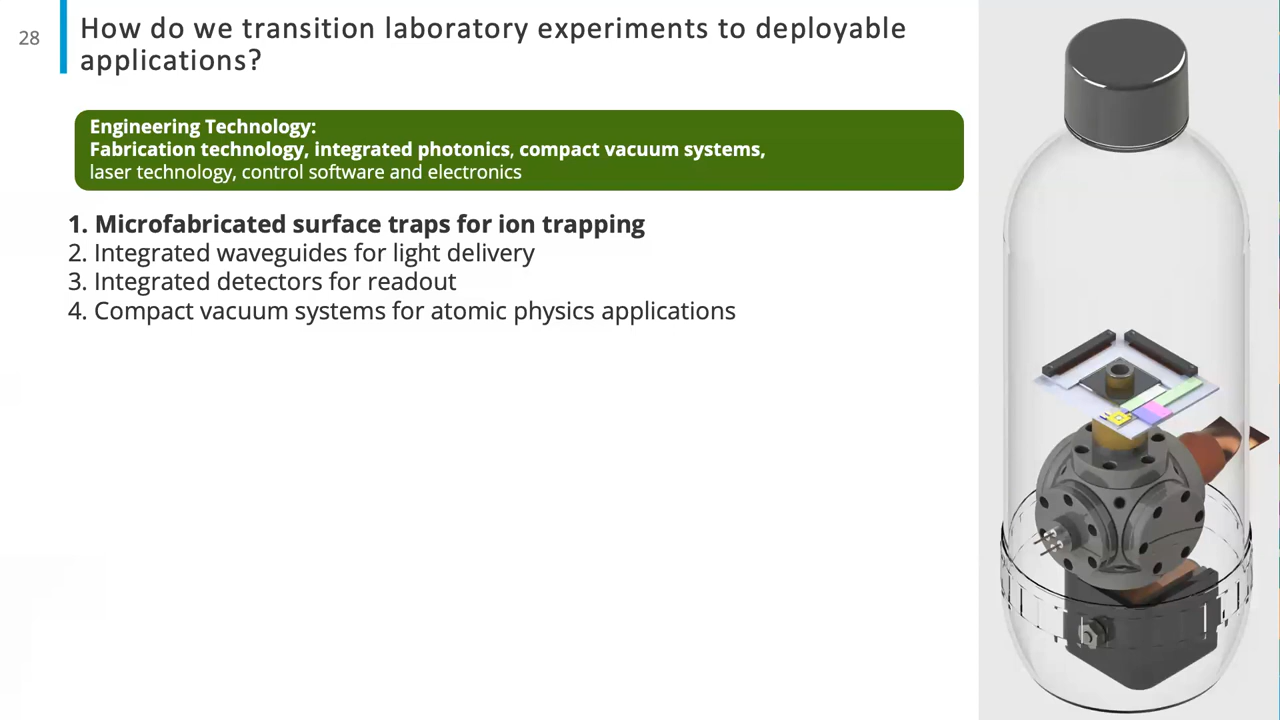 28
How do we transition laboratory experiments to deployable
applications?
Engineering Technology:
Fabrication technology, integrated photonics, compact vacuum systems,
laser technology, control software and electronics
1. Microfabricated surface traps for ion trapping
2. Integrated waveguides for light delivery
3. Integrated detectors for readout
4. Compact vacuum systems for atomic physics applications